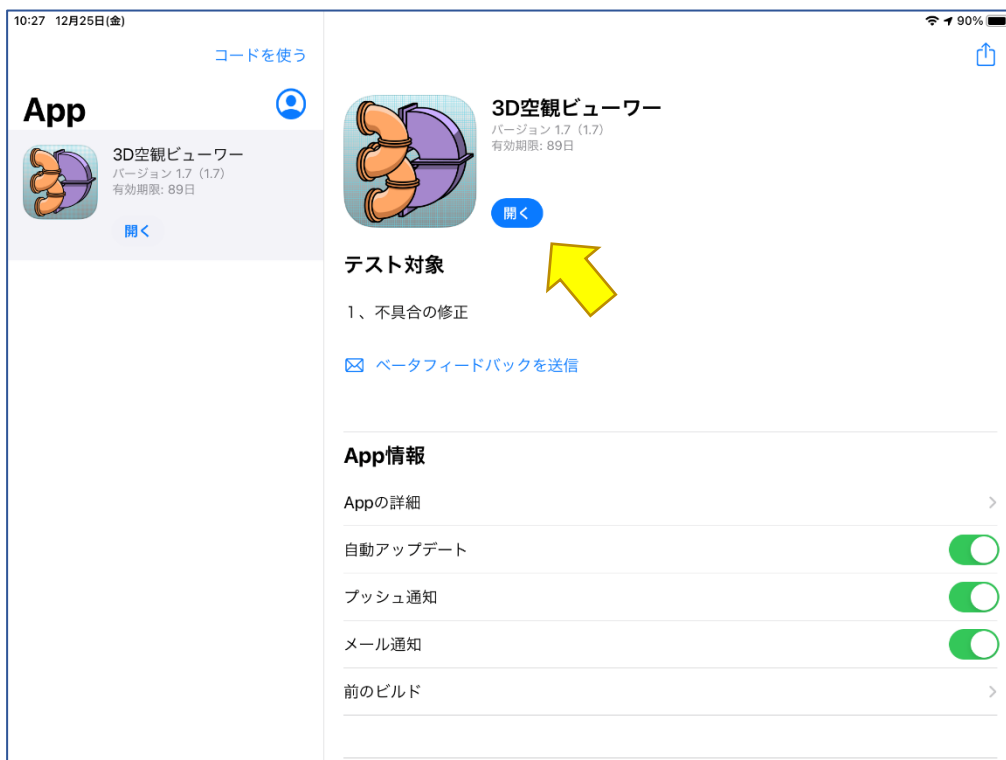 10:27 12月25日(金)
90%
コードを使う
App
3D空観ビューワー
バージョン 1.7（1.7）
有効期限: 89日
開く
3D空観ビューワー
バージョン 1.7 (1.7)
有効期限: 89日
開く
テスト対象
１、不具合の修正
ベータフィードバックを送信
App情報
Appの詳細
自動アップデート
プッシュ通知
メール通知
前のビルド